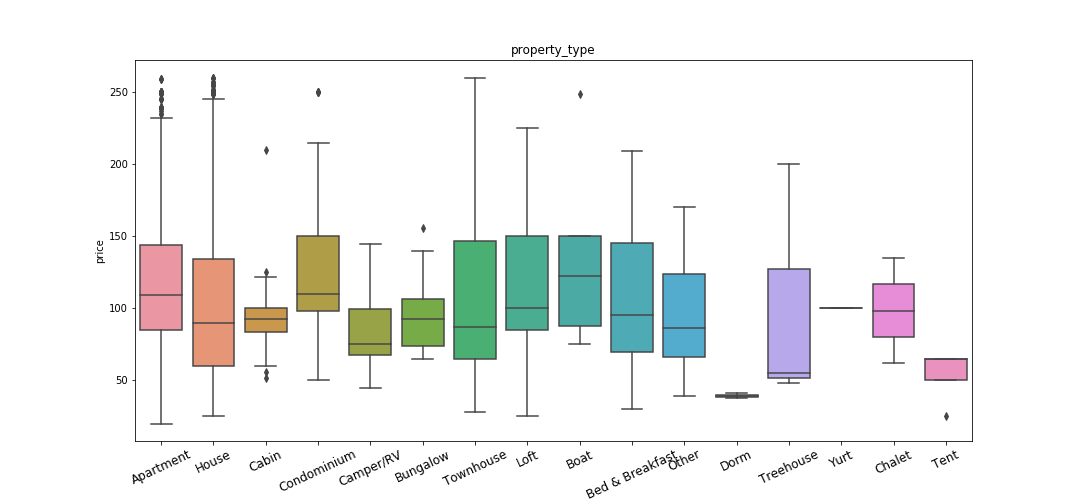 property_type
price
250
200
150
100
50
Apartment
House
Cabin
Condominium
Camper/RV
Bungalow
Townhouse
Loft
Boat
Bed & Breakfast
Other
Dorm
Treehouse
Yurt
Chalet
Tent